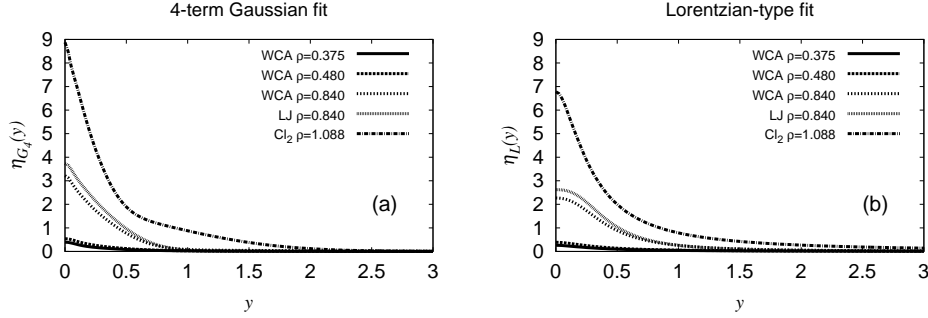 4-term Gaussian fit
η_{G_4}(y)
9
8
7
6
5
4
3
2
1
0
WCA ρ=0.375
WCA ρ=0.480
WCA ρ=0.840
LJ ρ=0.840
Cl₂ ρ=1.088
(a)
0 0.5 1 1.5 2 2.5 3
y
Lorentzian-type fit
η_L(y)
9
8
7
6
5
4
3
2
1
0
WCA ρ=0.375
WCA ρ=0.480
WCA ρ=0.840
LJ ρ=0.840
Cl₂ ρ=1.088
(b)
0 0.5 1 1.5 2 2.5 3
y